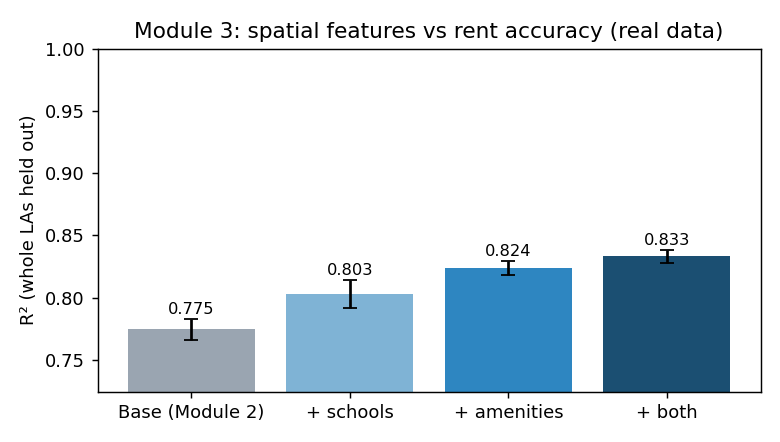 Module 3: spatial features vs rent accuracy (real data)
R² (whole LAs held out)
1.00
0.95
0.90
0.85
0.80
0.75
0.775
0.803
0.824
0.833
Base (Module 2)
+ schools
+ amenities
+ both